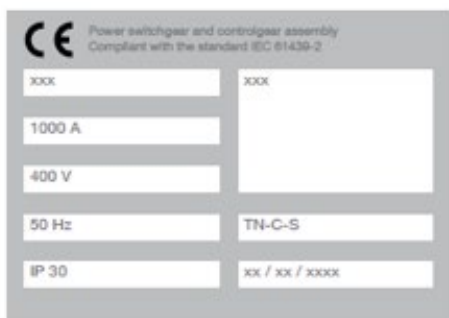 CE Power switchgear and controlgear assembly
Compliant with the standard IEC 61439-2
xxx
xxx
1000 A
400 V
50 Hz
TN-C-S
IP 30
xx / xx / xxxx